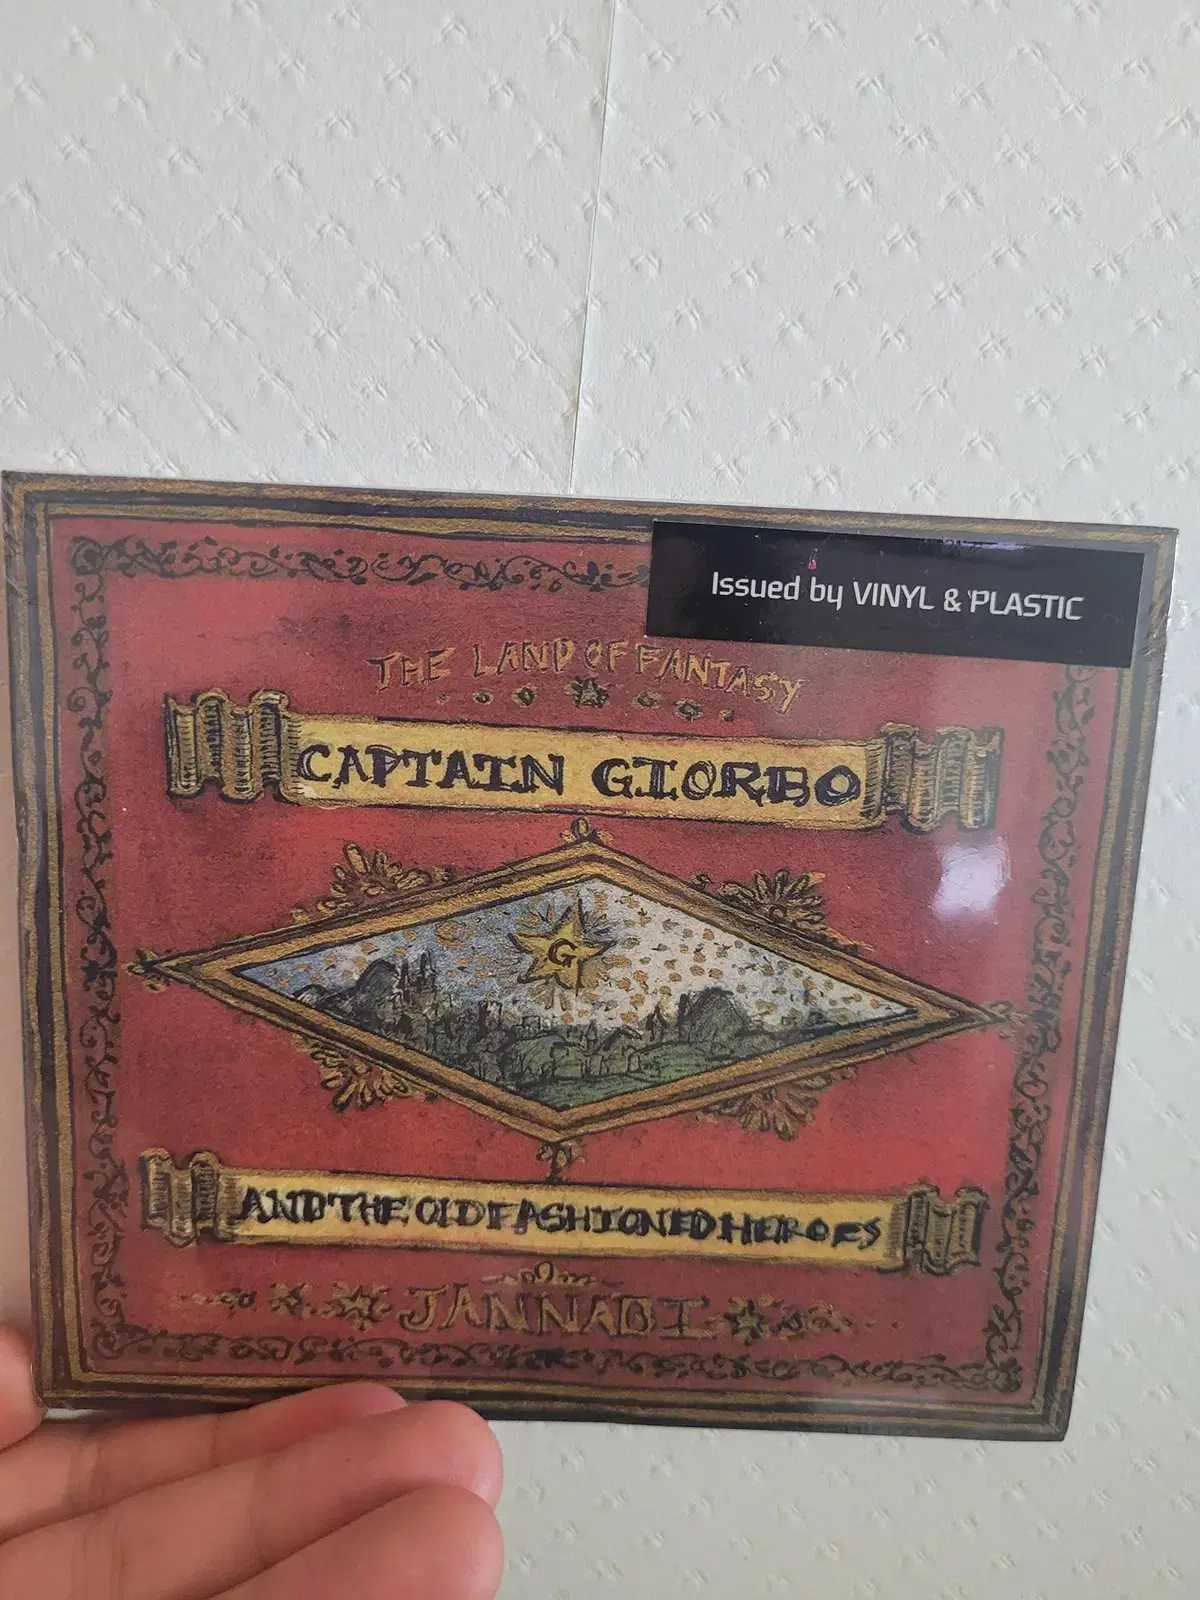 Issued by VINYL & PLASTIC
THE LAND OF FANTASY
CAPTAIN GIORBO
G
AND THE OLD FASHIONED HEROES
JANNABI